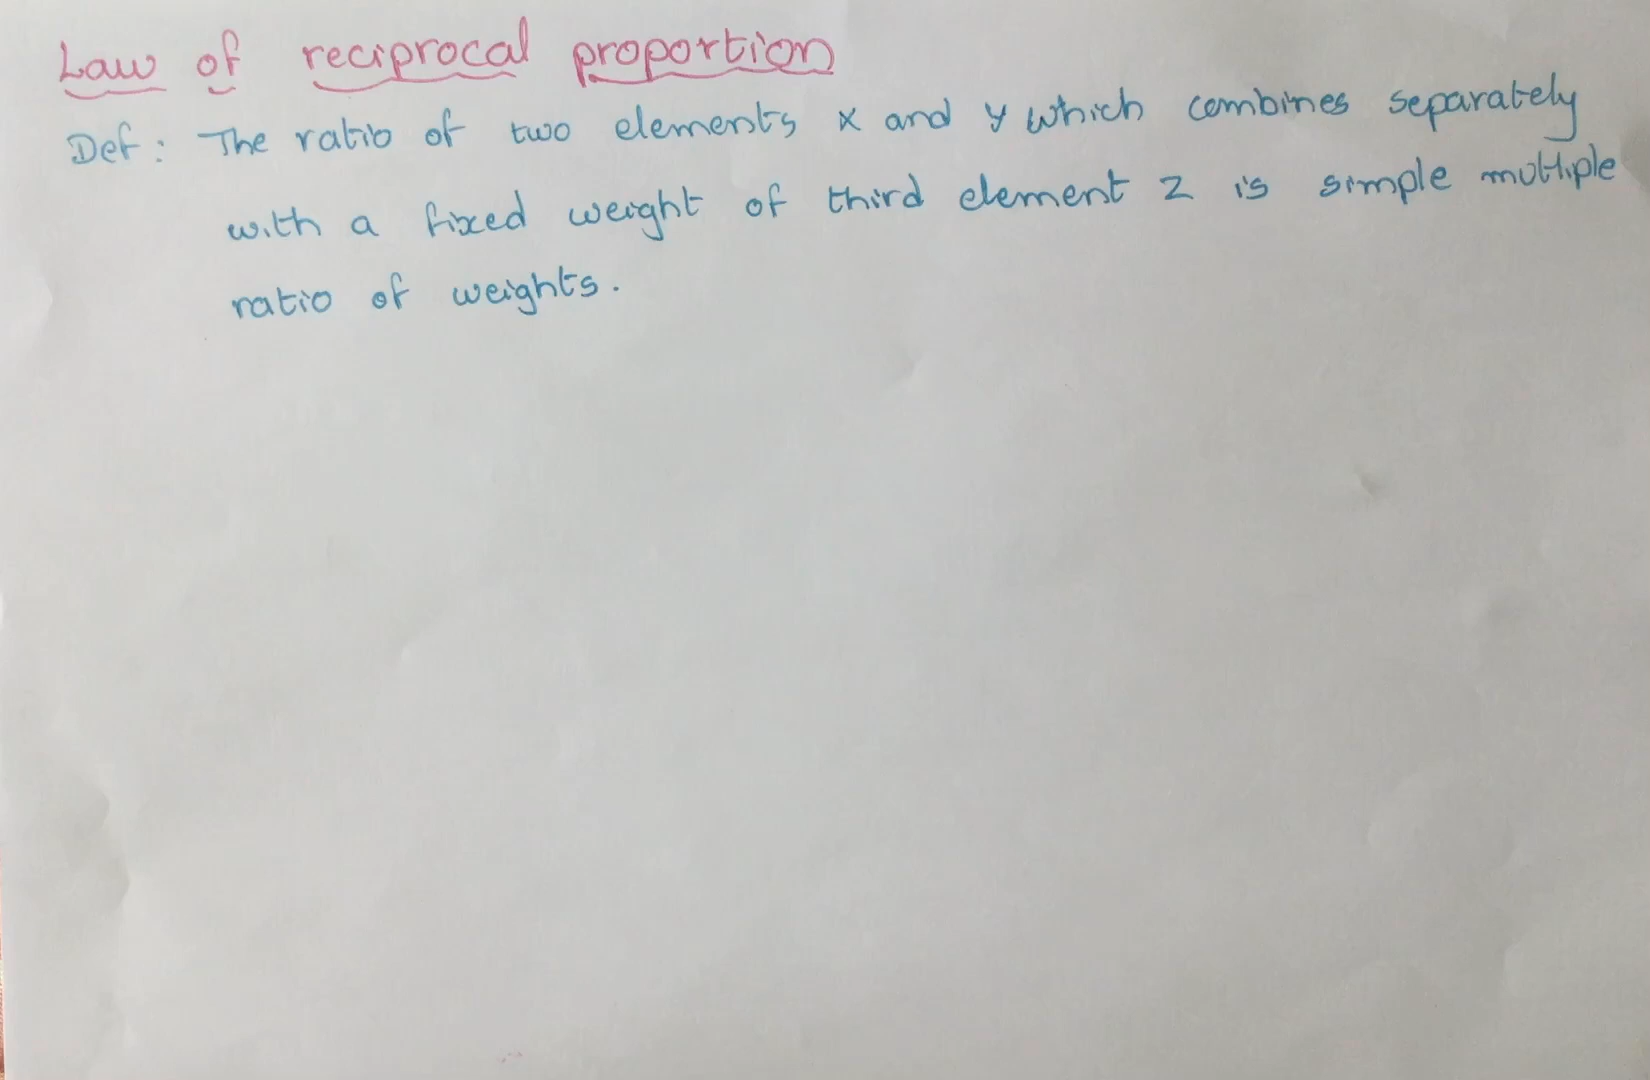 Law of reciprocal proportion
Def: The ratio of two elements x and y which combines separately
with a fixed weight of third element z is simple multiple
ratio of weights.